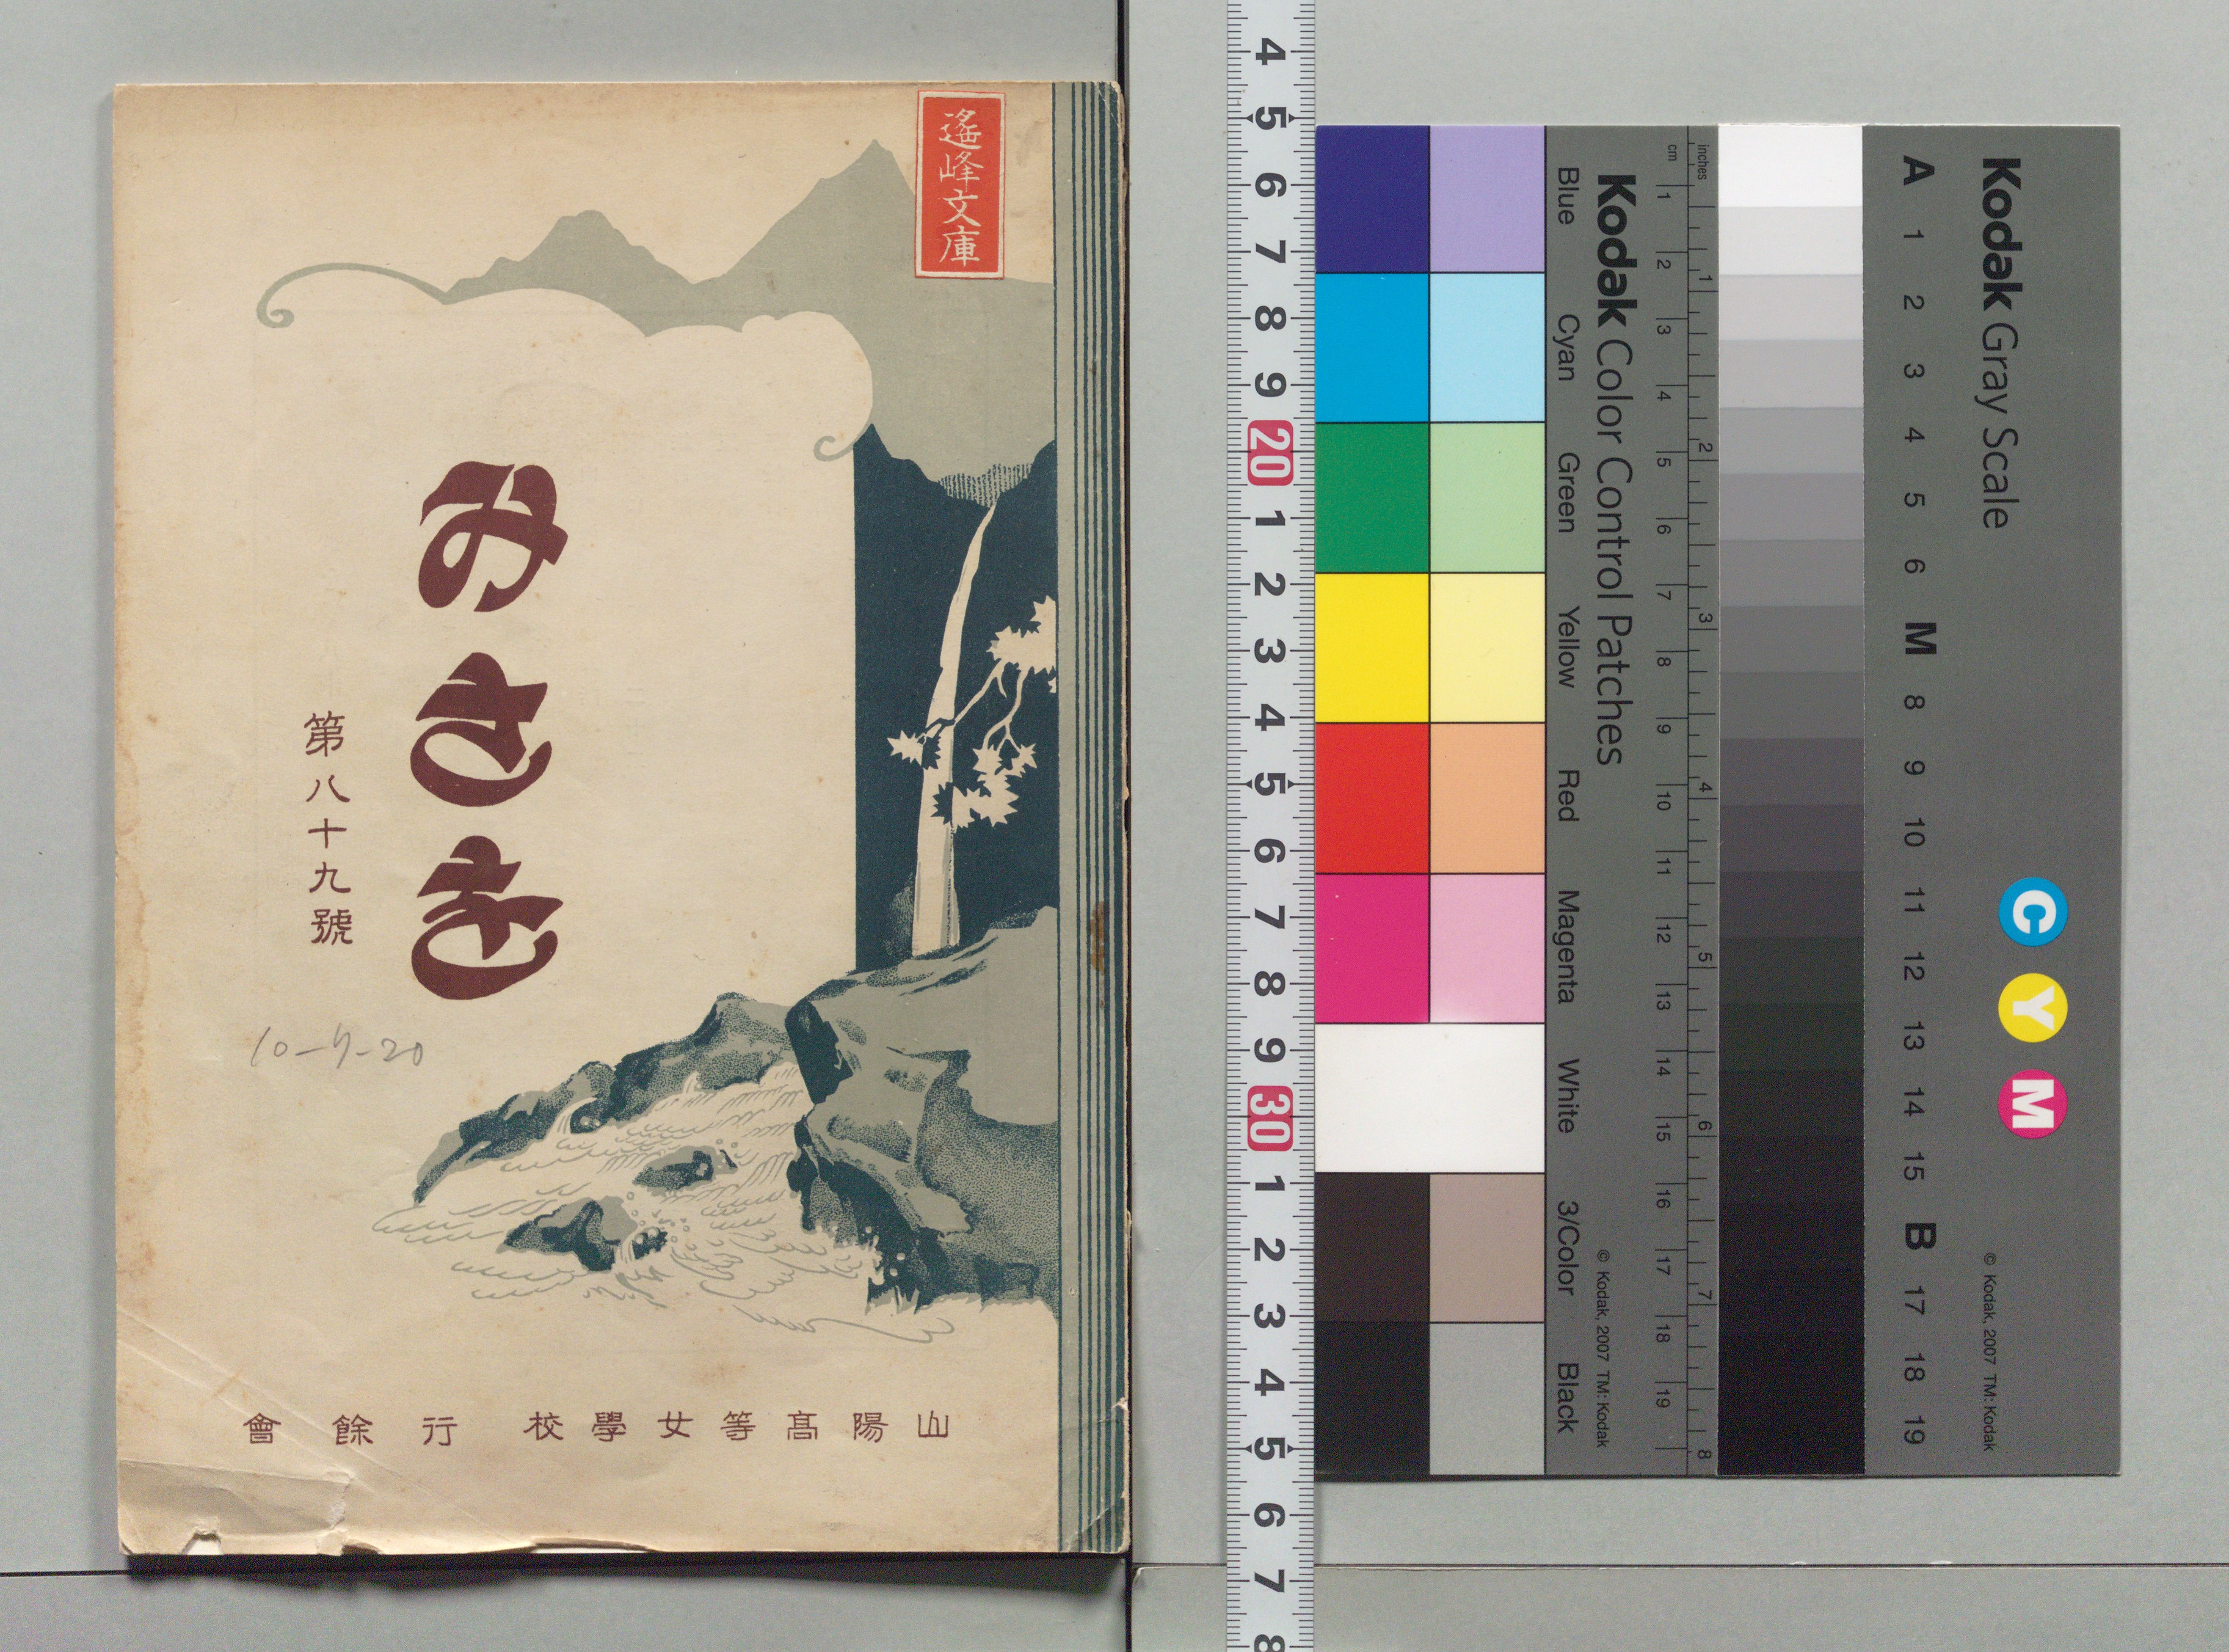 遙峰文庫
みさを
第八十九號
10-7-20
山陽髙等女學校 行餘會
4 5 6 7 8 9 20 1 2 3 4 5 6 7 8 9 30 1 2 3 4 5 6 7 8
Kodak Gray Scale
© Kodak, 2007 TM: Kodak
C Y M
A 1 2 3 4 5 6 M 8 9 10 11 12 13 14 15 B 17 18 19
inches 1 2 3 4 5 6 7 8
cm 1 2 3 4 5 6 7 8 9 10 11 12 13 14 15 16 17 18 19
Kodak Color Control Patches
© Kodak, 2007 TM: Kodak
Blue Cyan Green Yellow Red Magenta White 3/Color Black